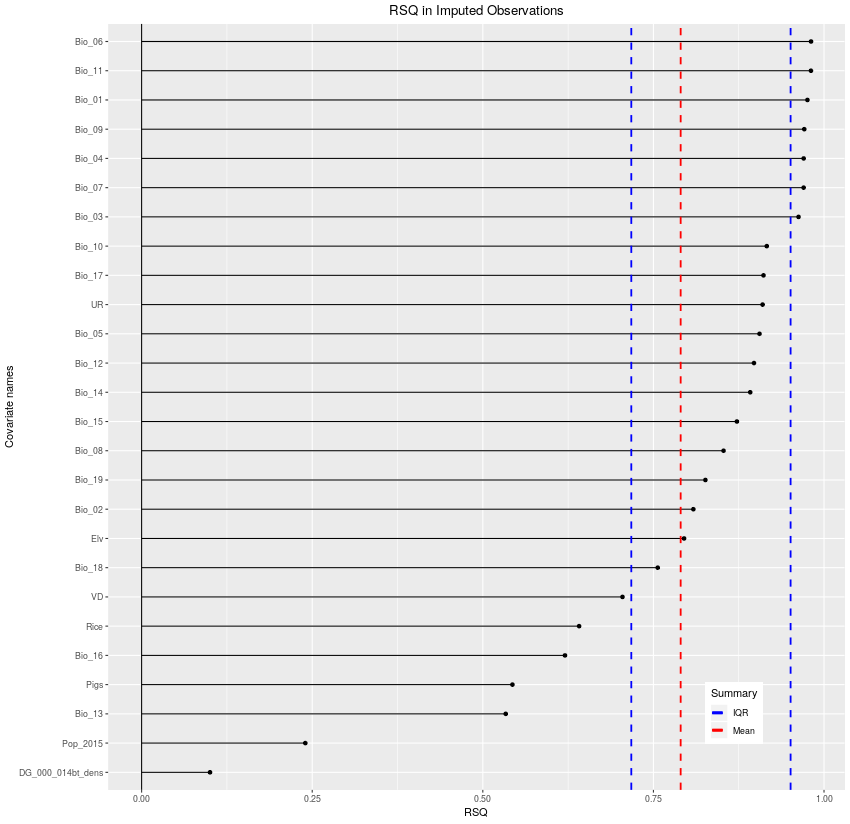 RSQ in Imputed Observations
Covariate names
Bio_06
Bio_11
Bio_01
Bio_09
Bio_04
Bio_07
Bio_03
Bio_10
Bio_17
UR
Bio_05
Bio_12
Bio_14
Bio_15
Bio_08
Bio_19
Bio_02
Elv
Bio_18
VD
Rice
Bio_16
Pigs
Bio_13
Pop_2015
DG_000_014bt_dens
Summary
IQR
Mean
0.00 0.25 0.50 0.75 1.00
RSQ